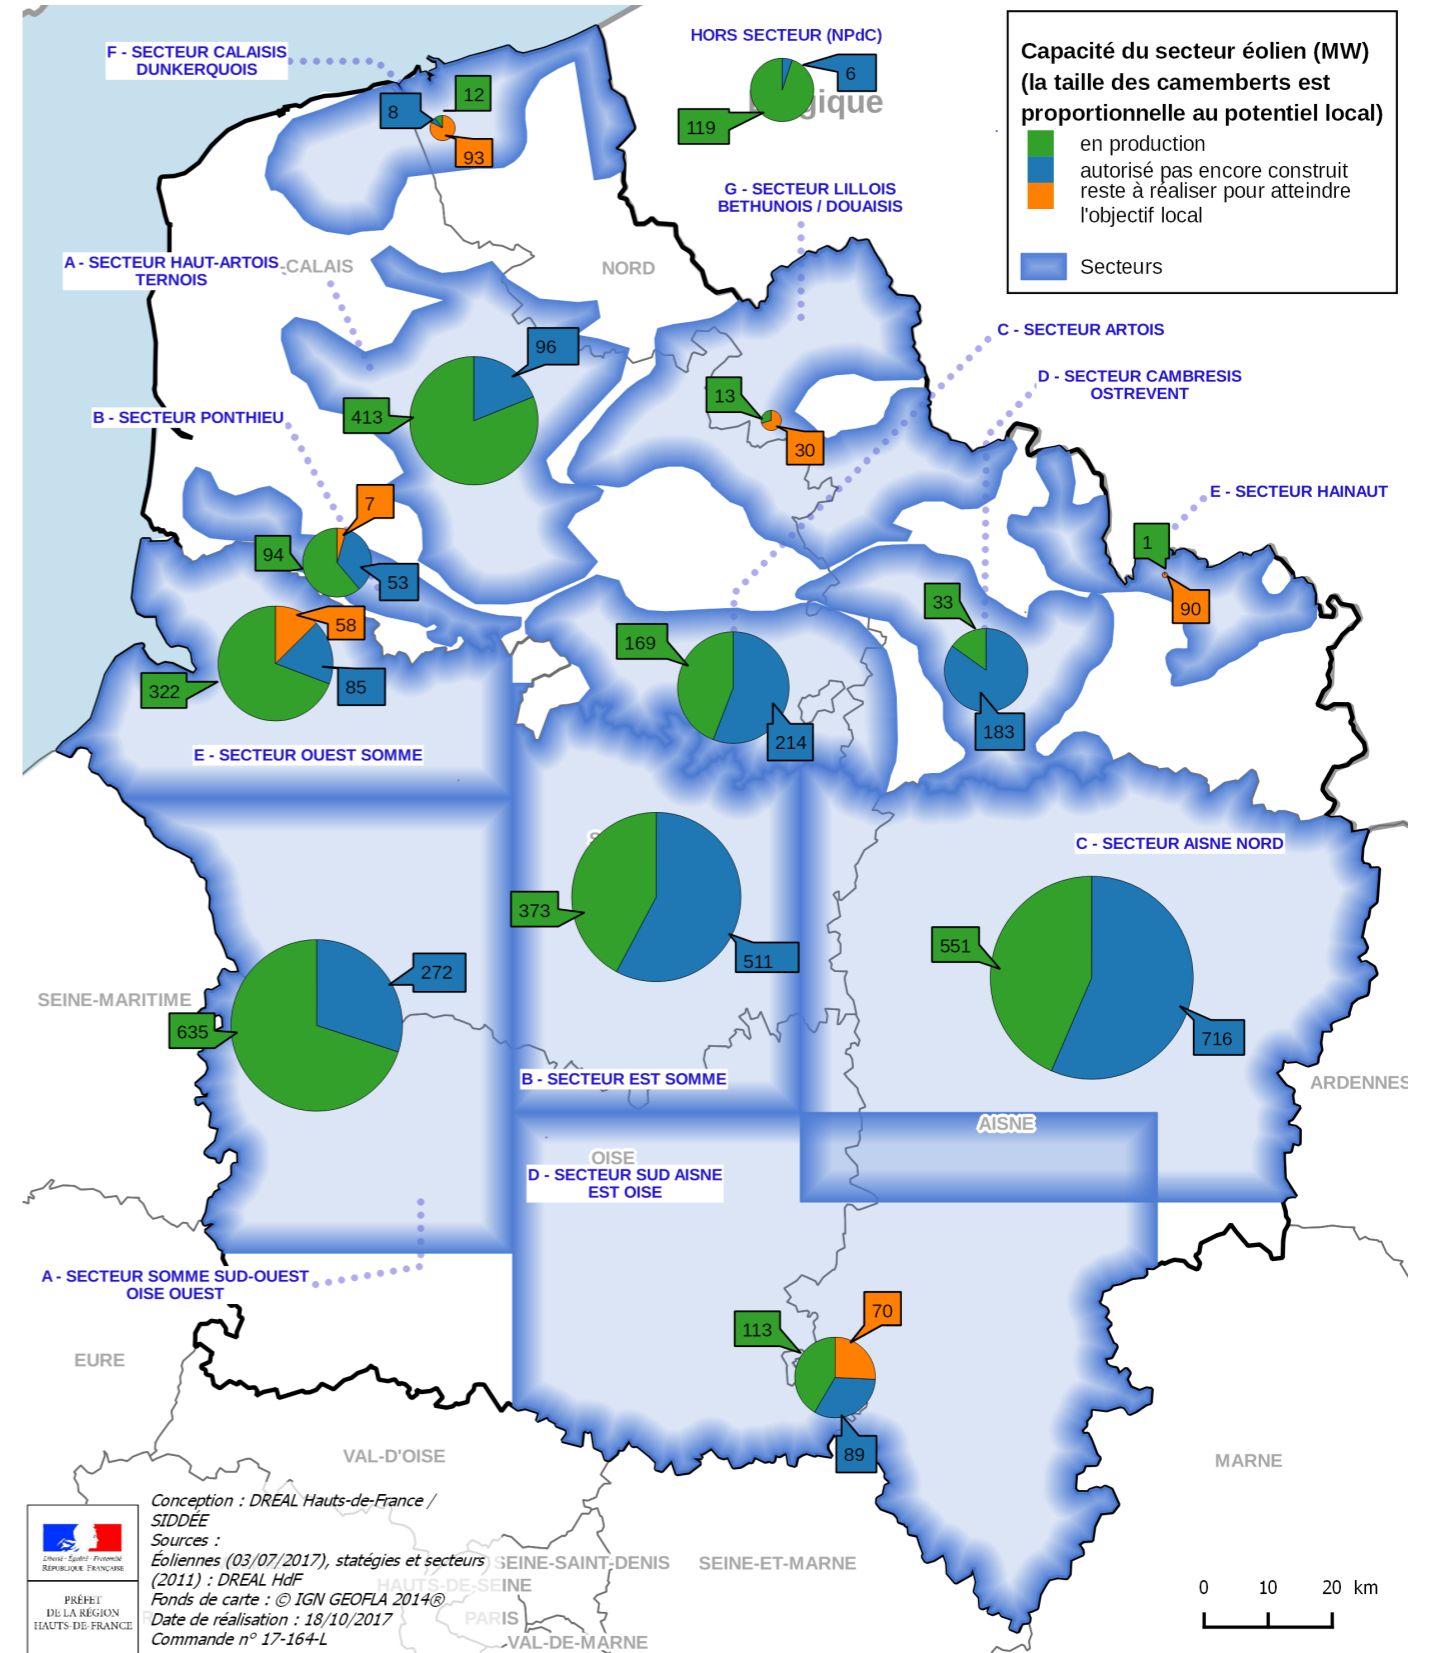 F - SECTEUR CALAISIS
DUNKERQUOIS
HORS SECTEUR (NPdC)
6
119
12
8
93
Capacité du secteur éolien (MW)
(la taille des camemberts est
proportionnelle au potentiel local)
en production
autorisé pas encore construit
reste à réaliser pour atteindre
l'objectif local
Secteurs
G - SECTEUR LILLOIS
BETHUNOIS / DOUAISIS
A - SECTEUR HAUT-ARTOIS
TERNOIS
-CALAIS
NORD
C - SECTEUR ARTOIS
96
D - SECTEUR CAMBRESIS
OSTREVENT
413
13
30
B - SECTEUR PONTHIEU
E - SECTEUR HAINAUT
7
94
53
1
90
33
58
169
322
85
183
214
E - SECTEUR OUEST SOMME
C - SECTEUR AISNE NORD
373
511
551
272
635
716
SEINE-MARITIME
B - SECTEUR EST SOMME
ARDENNES
AISNE
OISE
D - SECTEUR SUD AISNE
EST OISE
A - SECTEUR SOMME SUD-OUEST
OISE OUEST
70
113
89
EURE
VAL-D'OISE
MARNE
Conception : DREAL Hauts-de-France /
SIDDÉE
Sources :
Éoliennes (03/07/2017), statégies et secteurs
(2011) : DREAL HdF
Fonds de carte : © IGN GEOFLA 2014®
Date de réalisation : 18/10/2017
Commande n° 17-164-L
SEINE-SAINT-DENIS
SEINE-ET-MARNE
HAUTS-DE-SEINE
PARIS
VAL-DE-MARNE
Liberté • Égalité • Fraternité
RÉPUBLIQUE FRANÇAISE
PRÉFET
DE LA RÉGION
HAUTS-DE-FRANCE
0 10 20 km